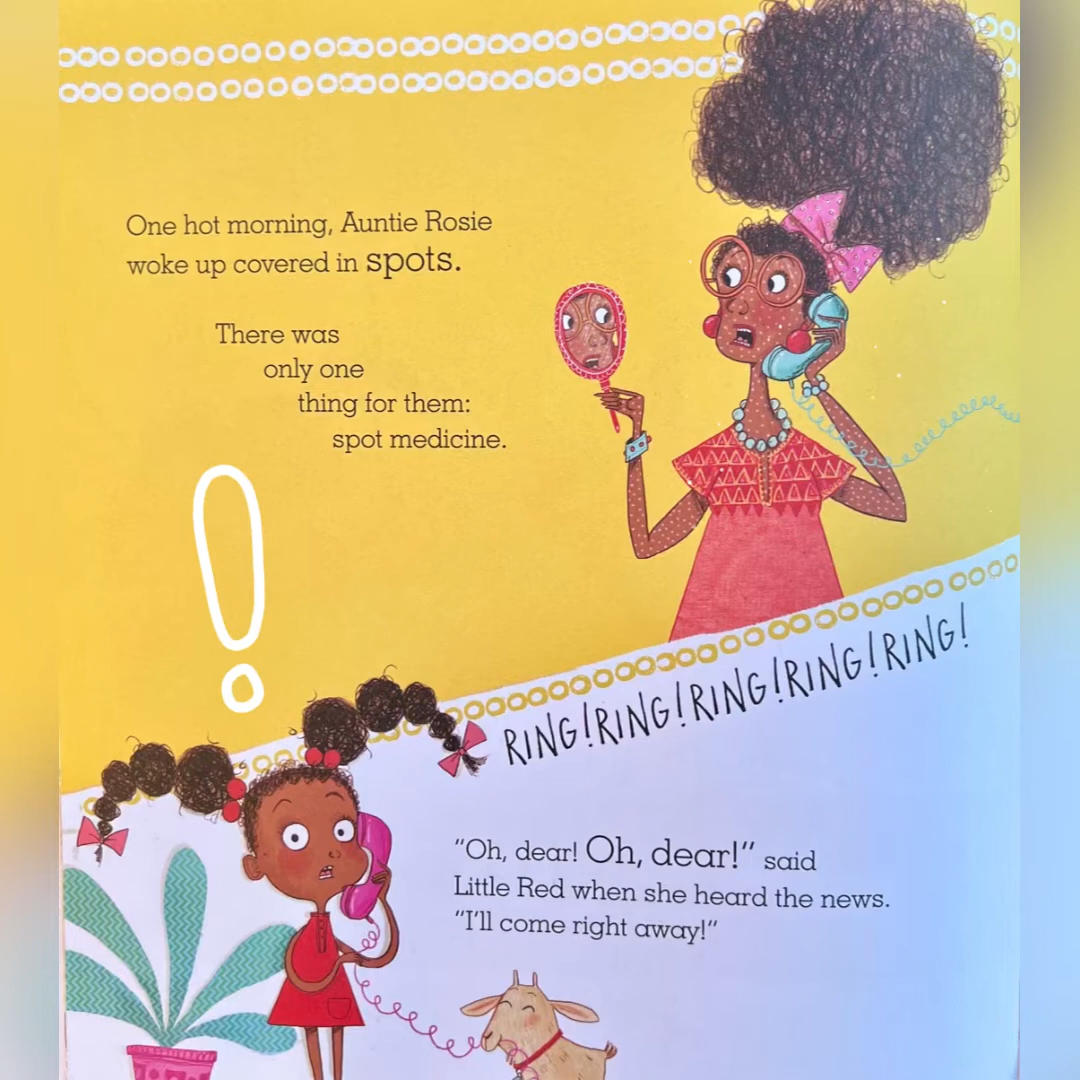 One hot morning, Auntie Rosie
woke up covered in spots.
There was
only one
thing for them:
spot medicine.
!
RING! RING! RING! RING! RING!
"Oh, dear! Oh, dear!" said
Little Red when she heard the news.
"I'll come right away!"